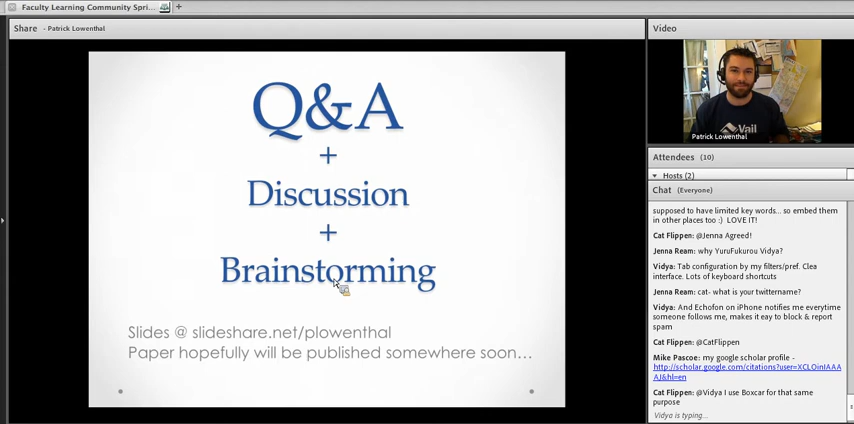 Faculty Learning Community Spri...
Share - Patrick Lowenthal
Q&A
+
Discussion
+
Brainstorming
Slides @ slideshare.net/plowenthal
Paper hopefully will be published somewhere soon...
Video
Vail
Patrick Lowenthal
Attendees (10)
Hosts (2)
Chat (Everyone)
supposed to have limited key words... so embed them
in other places too :) LOVE IT!
Cat Flippen: @Jenna Agreed!
Jenna Ream: why YuruFukurou Vidya?
Vidya: Tab configuration by my filters/pref. Clea
interface. Lots of keyboard shortcuts
Jenna Ream: cat- what is your twittername?
Vidya: And Echofon on iPhone notifies me everytime
someone follows me, makes it eay to block & report
spam
Cat Flippen: @CatFlippen
Mike Pascoe: my google scholar profile -
http://scholar.google.com/citations?user=XCLOinIAAA
AJ&hl=en
Cat Flippen: @Vidya I use Boxcar for that same
purpose
Vidya is typing...